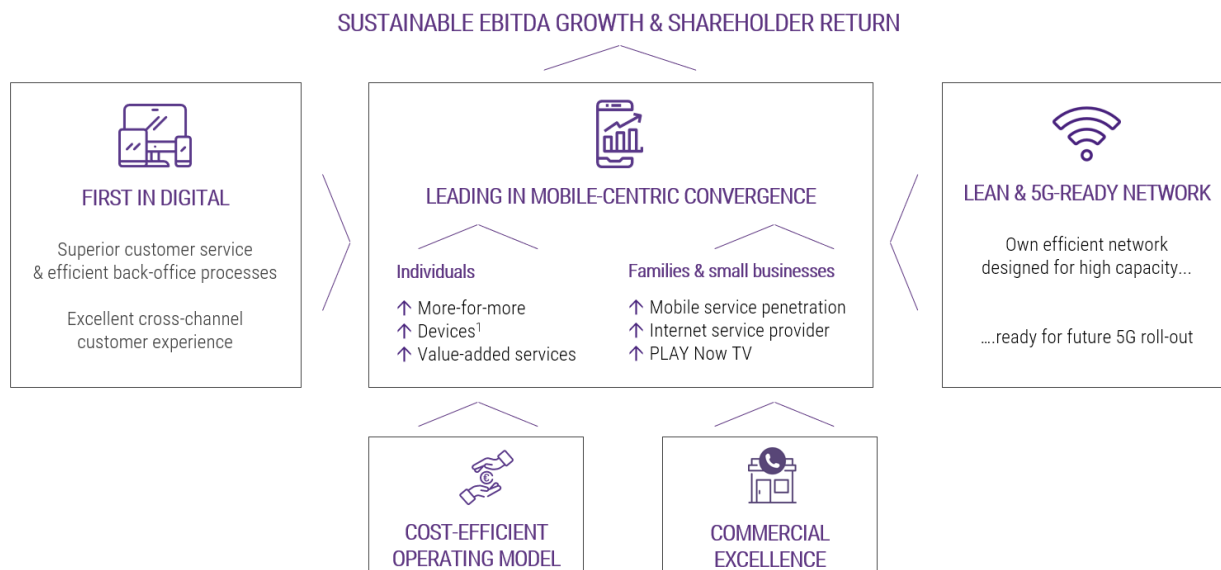 SUSTAINABLE EBITDA GROWTH & SHAREHOLDER RETURN
FIRST IN DIGITAL
Superior customer service
& efficient back-office processes
Excellent cross-channel
customer experience
LEADING IN MOBILE-CENTRIC CONVERGENCE
Individuals
↑ More-for-more
↑ Devices¹
↑ Value-added services
Families & small businesses
↑ Mobile service penetration
↑ Internet service provider
↑ PLAY Now TV
LEAN & 5G-READY NETWORK
Own efficient network
designed for high capacity...
....ready for future 5G roll-out
€
COST-EFFICIENT
OPERATING MODEL
COMMERCIAL
EXCELLENCE